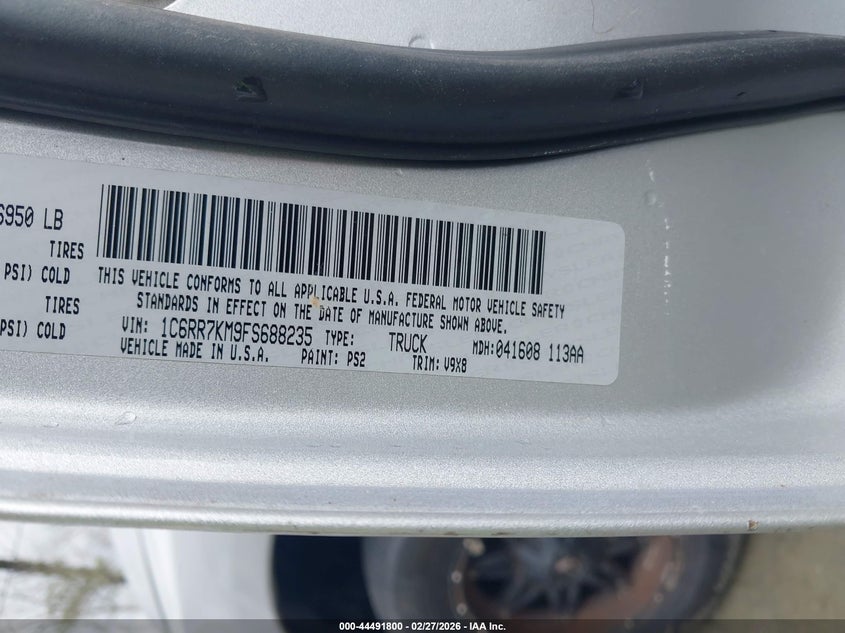 6950 LB
TIRES
PSI) COLD
TIRES
PSI) COLD
THIS VEHICLE CONFORMS TO ALL APPLICABLE U.S.A. FEDERAL MOTOR VEHICLE SAFETY
STANDARDS IN EFFECT ON THE DATE OF MANUFACTURE SHOWN ABOVE.
VIN: 1C6RR7KM9FS688235 TYPE: TRUCK MDH:041608 113AA
VEHICLE MADE IN U.S.A. PAINT: PS2 TRIM: V9X8
000-44491800 - 02/27/2026 - IAA Inc.